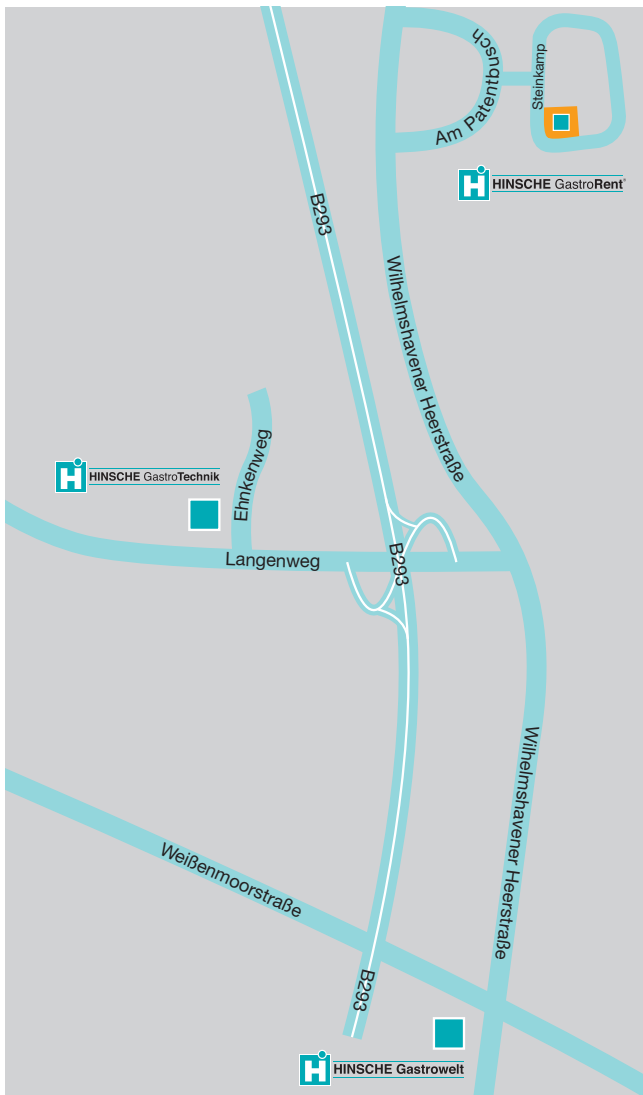 Am Patentbusch
Steinkamp
H
HINSCHE GastroRent®
B293
Wilhelmshavener Heerstraße
H
HINSCHE GastroTechnik
Ehnkenweg
Langenweg
B293
Wilhelmshavener Heerstraße
Weißenmoorstraße
B293
H
HINSCHE Gastrowelt